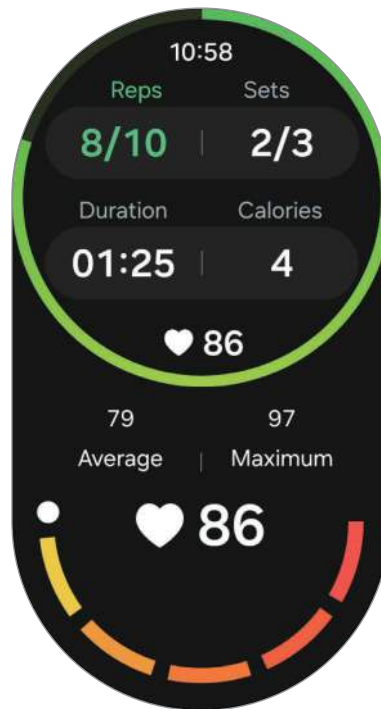 10:58
Reps Sets
8/10 | 2/3
Duration Calories
01:25 | 4
86
79 97
Average | Maximum
86